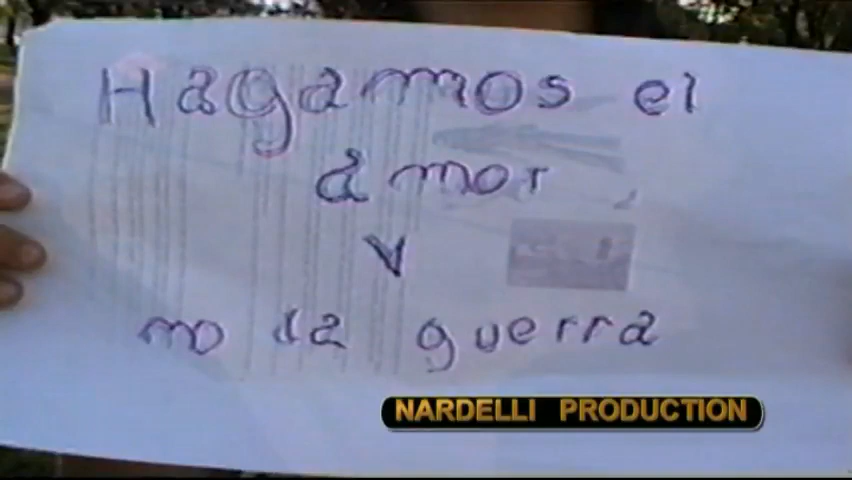 Hagamos el
amor
y
no la guerra
NARDELLI PRODUCTION